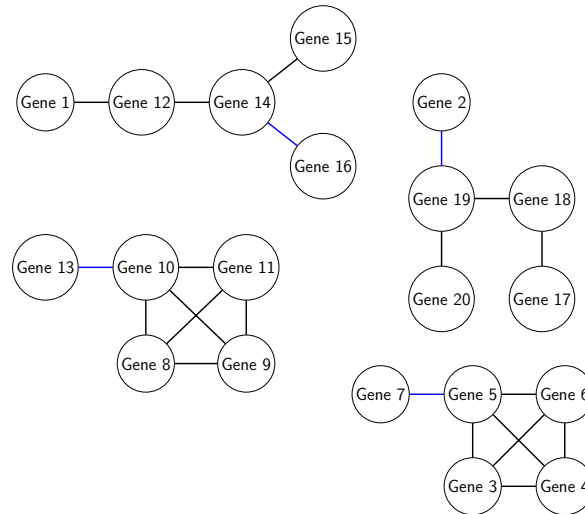 Gene 15
Gene 1
Gene 12
Gene 14
Gene 16
Gene 2
Gene 19
Gene 18
Gene 20
Gene 17
Gene 13
Gene 10
Gene 11
Gene 8
Gene 9
Gene 7
Gene 5
Gene 6
Gene 3
Gene 4